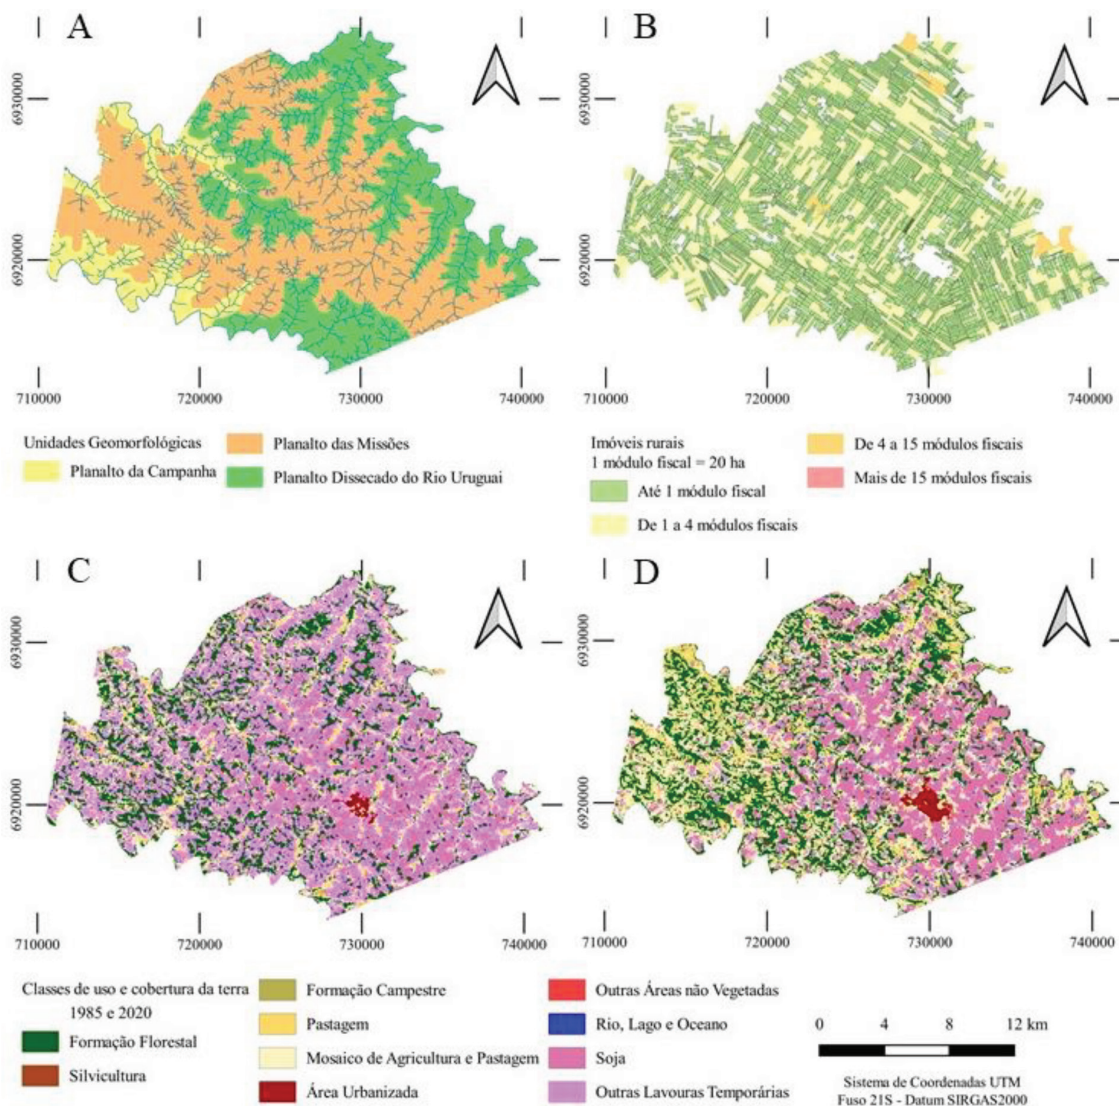 A
B
6930000
6930000
6920000
6920000
710000
720000
730000
740000
710000
720000
730000
740000
Unidades Geomorfológicas
Planalto da Campanha
Planalto das Missões
Planalto Dissecado do Rio Uruguai
Imóveis rurais
1 módulo fiscal = 20 ha
Até 1 módulo fiscal
De 1 a 4 módulos fiscais
De 4 a 15 módulos fiscais
Mais de 15 módulos fiscais
C
D
6930000
6930000
6920000
6920000
710000
720000
730000
740000
710000
720000
730000
740000
Classes de uso e cobertura da terra
1985 e 2020
Formação Florestal
Silvicultura
Formação Campestre
Pastagem
Mosaico de Agricultura e Pastagem
Área Urbanizada
Outras Áreas não Vegetadas
Rio, Lago e Oceano
Soja
Outras Lavouras Temporárias
0 4 8 12 km
Sistema de Coordenadas UTM
Fuso 21S - Datum SIRGAS2000